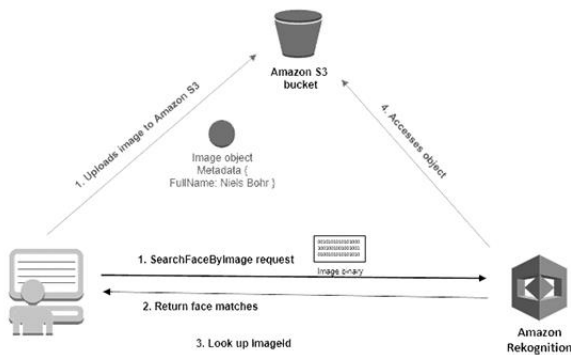 Amazon S3
bucket
1. Uploads image to Amazon S3
4. Accesses object
Image object
Metadata {
FullName: Niels Bohr }
1. SearchFaceByImage request
Image binary
2. Return face matches
3. Look up ImageId
Amazon
Rekognition